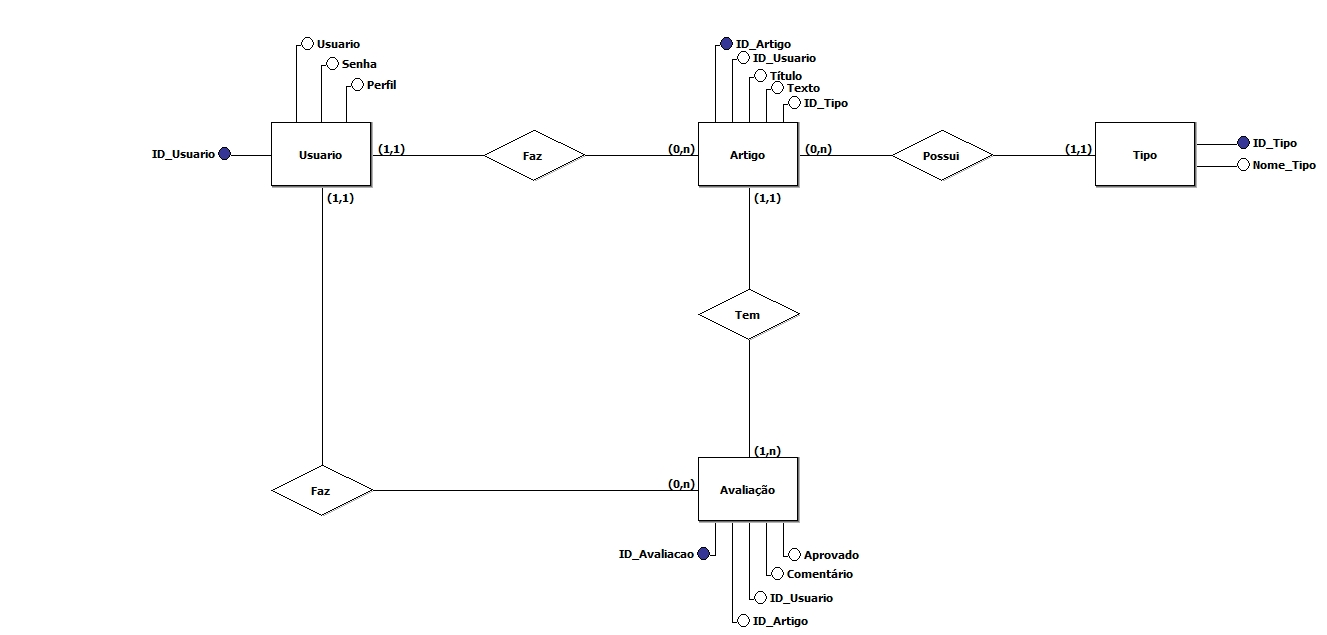 Usuario
Senha
Perfil
ID_Usuario
Usuario
(1,1)
(1,1)
Faz
ID_Artigo
ID_Usuario
Título
Texto
ID_Tipo
(0,n)
Artigo
(0,n)
(1,1)
Possui
(1,1)
Tipo
ID_Tipo
Nome_Tipo
Tem
(1,n)
Faz
(0,n)
Avaliação
ID_Avaliacao
Aprovado
Comentário
ID_Usuario
ID_Artigo